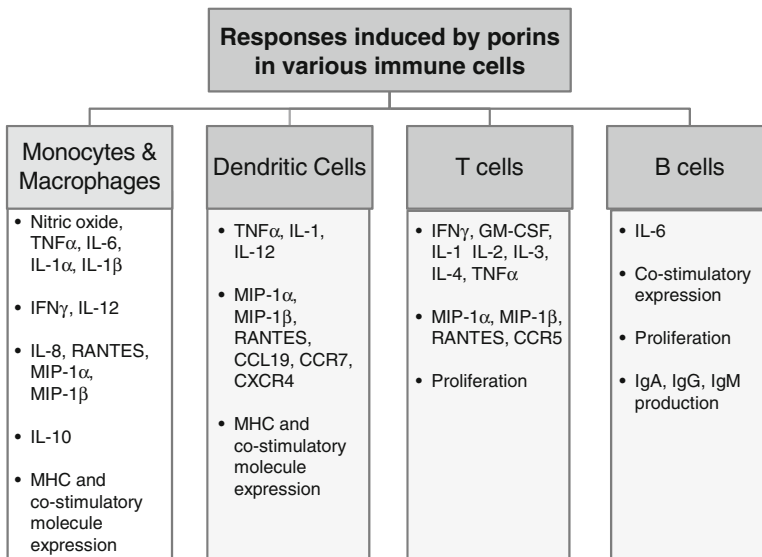 Responses induced by porins
in various immune cells
Monocytes &
Macrophages
• Nitric oxide,
TNFα, IL-6,
IL-1α, IL-1β
• IFNγ, IL-12
• IL-8, RANTES,
MIP-1α,
MIP-1β
• IL-10
• MHC and
co-stimulatory
molecule
expression
Dendritic Cells
• TNFα, IL-1,
IL-12
• MIP-1α,
MIP-1β,
RANTES,
CCL19, CCR7,
CXCR4
• MHC and
co-stimulatory
molecule
expression
T cells
• IFNγ, GM-CSF,
IL-1 IL-2, IL-3,
IL-4, TNFα
• MIP-1α, MIP-1β,
RANTES, CCR5
• Proliferation
B cells
• IL-6
• Co-stimulatory
expression
• Proliferation
• IgA, IgG, IgM
production